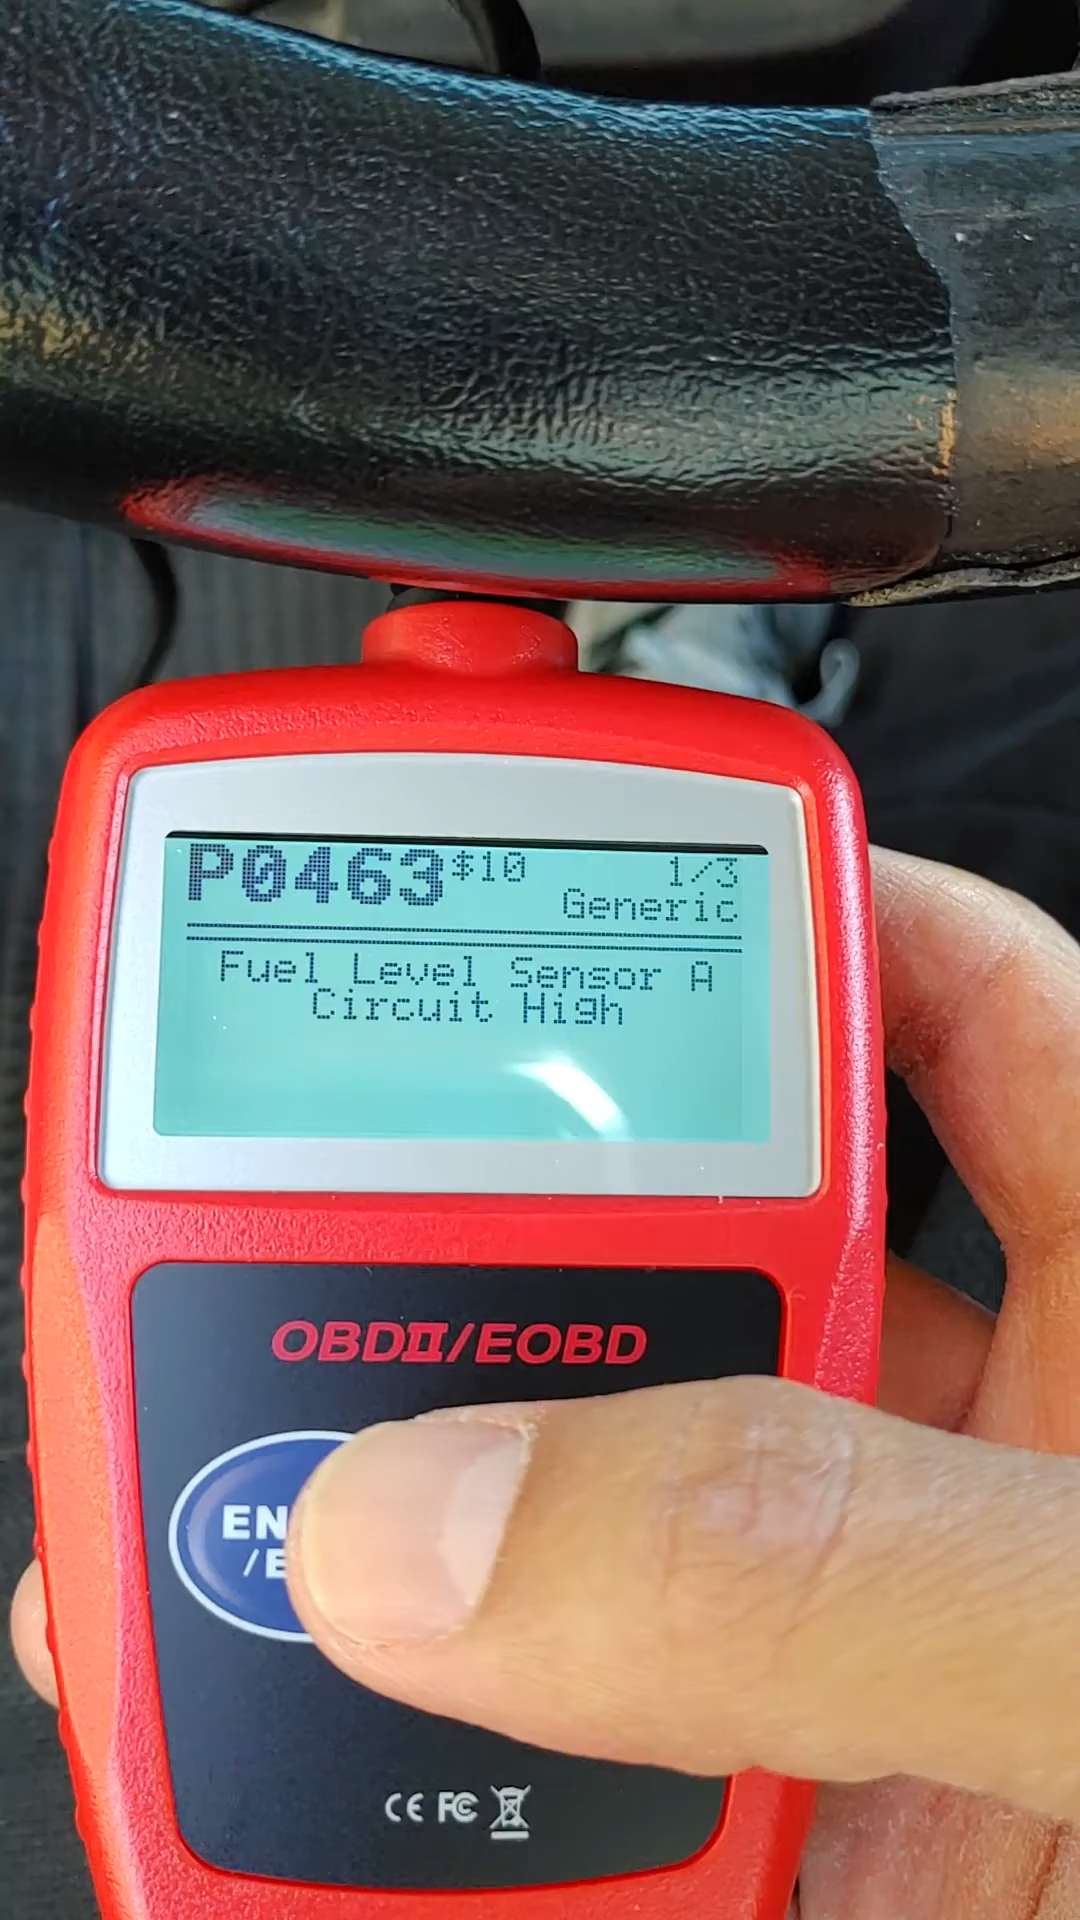 P0463 $10 1/3
Generic
Fuel Level Sensor A
Circuit High
OBDII/EOBD
CE FC